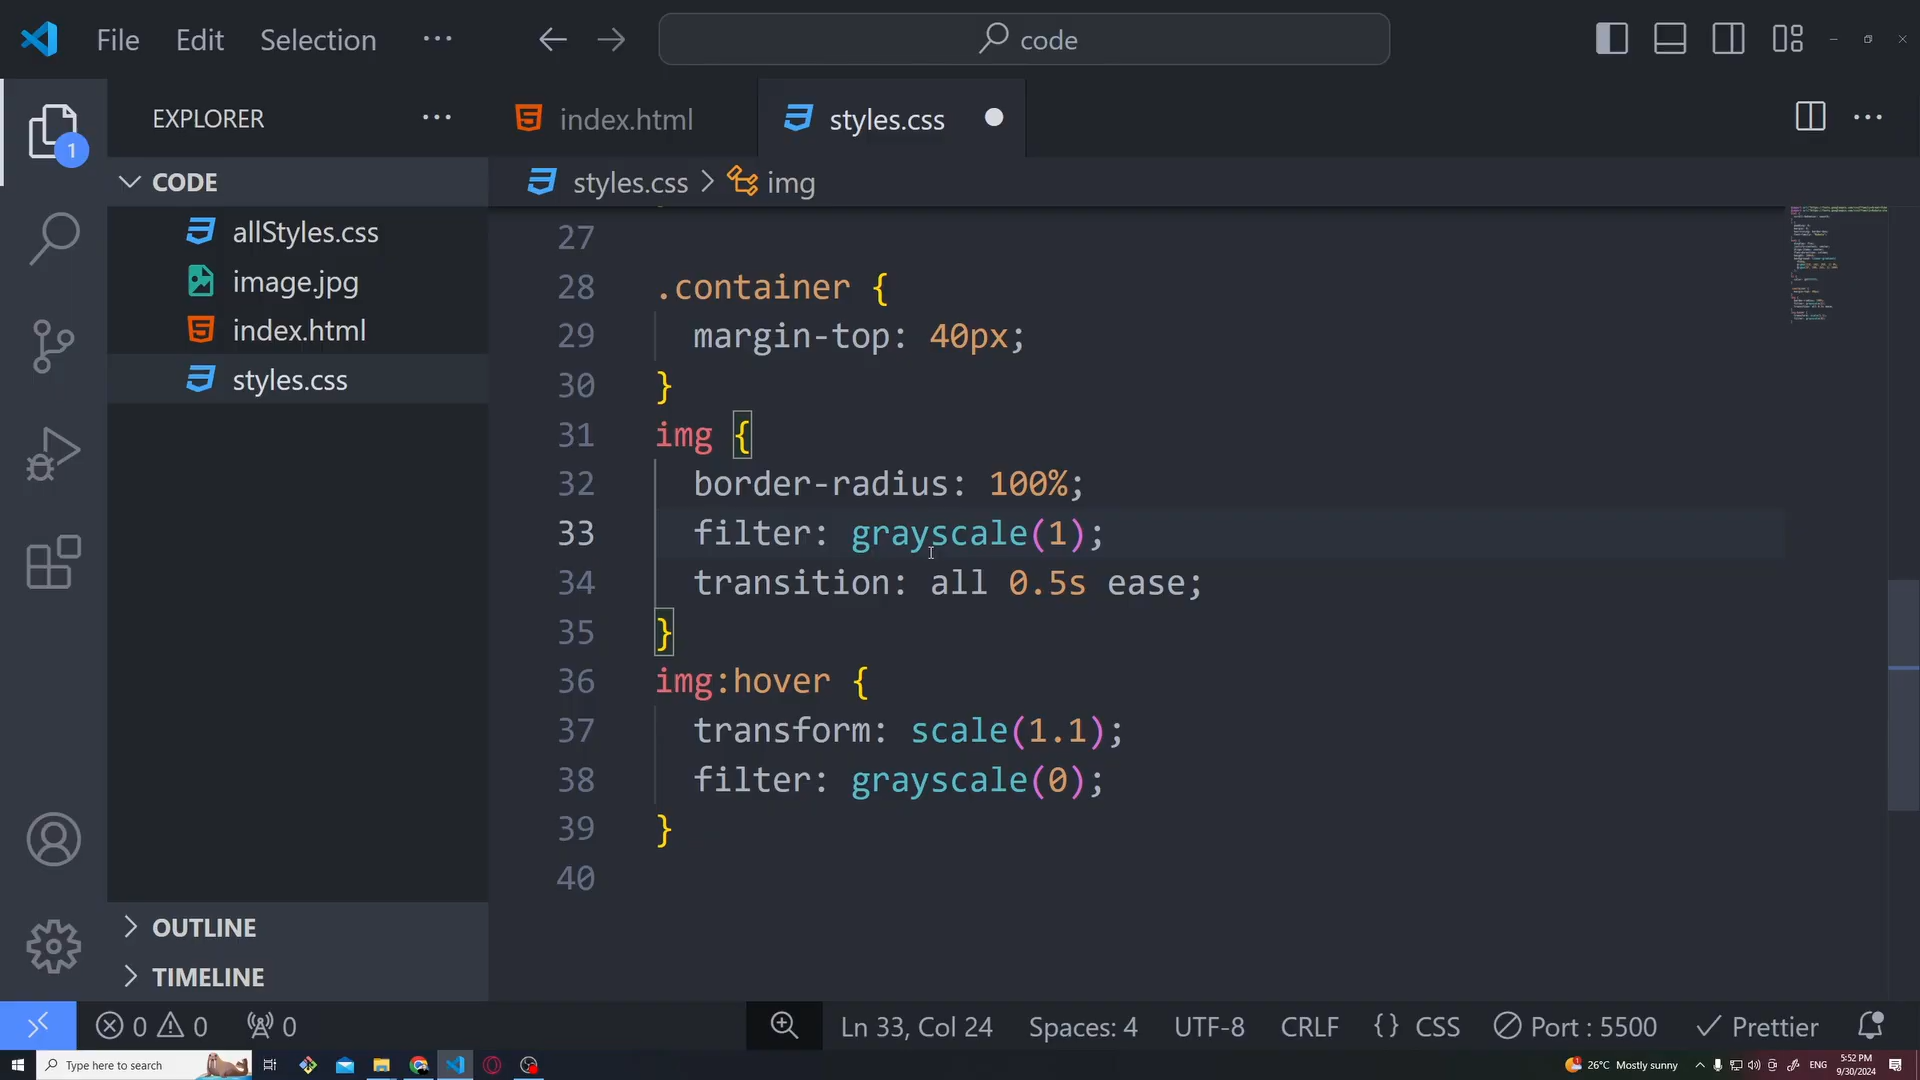 File Edit Selection ··· code
EXPLORER ··· index.html styles.css ···
CODE
styles.css > img
allStyles.css
image.jpg
index.html
styles.css
27
28 .container {
29 margin-top: 40px;
30 }
31 img {
32 border-radius: 100%;
33 filter: grayscale(1);
34 transition: all 0.5s ease;
35 }
36 img:hover {
37 transform: scale(1.1);
38 filter: grayscale(0);
39 }
40
OUTLINE
TIMELINE
1
0 0 0 Ln 33, Col 24 Spaces: 4 UTF-8 CRLF {} CSS Port : 5500 Prettier
Type here to search 26°C Mostly sunny ENG 5:52 PM
9/30/2024